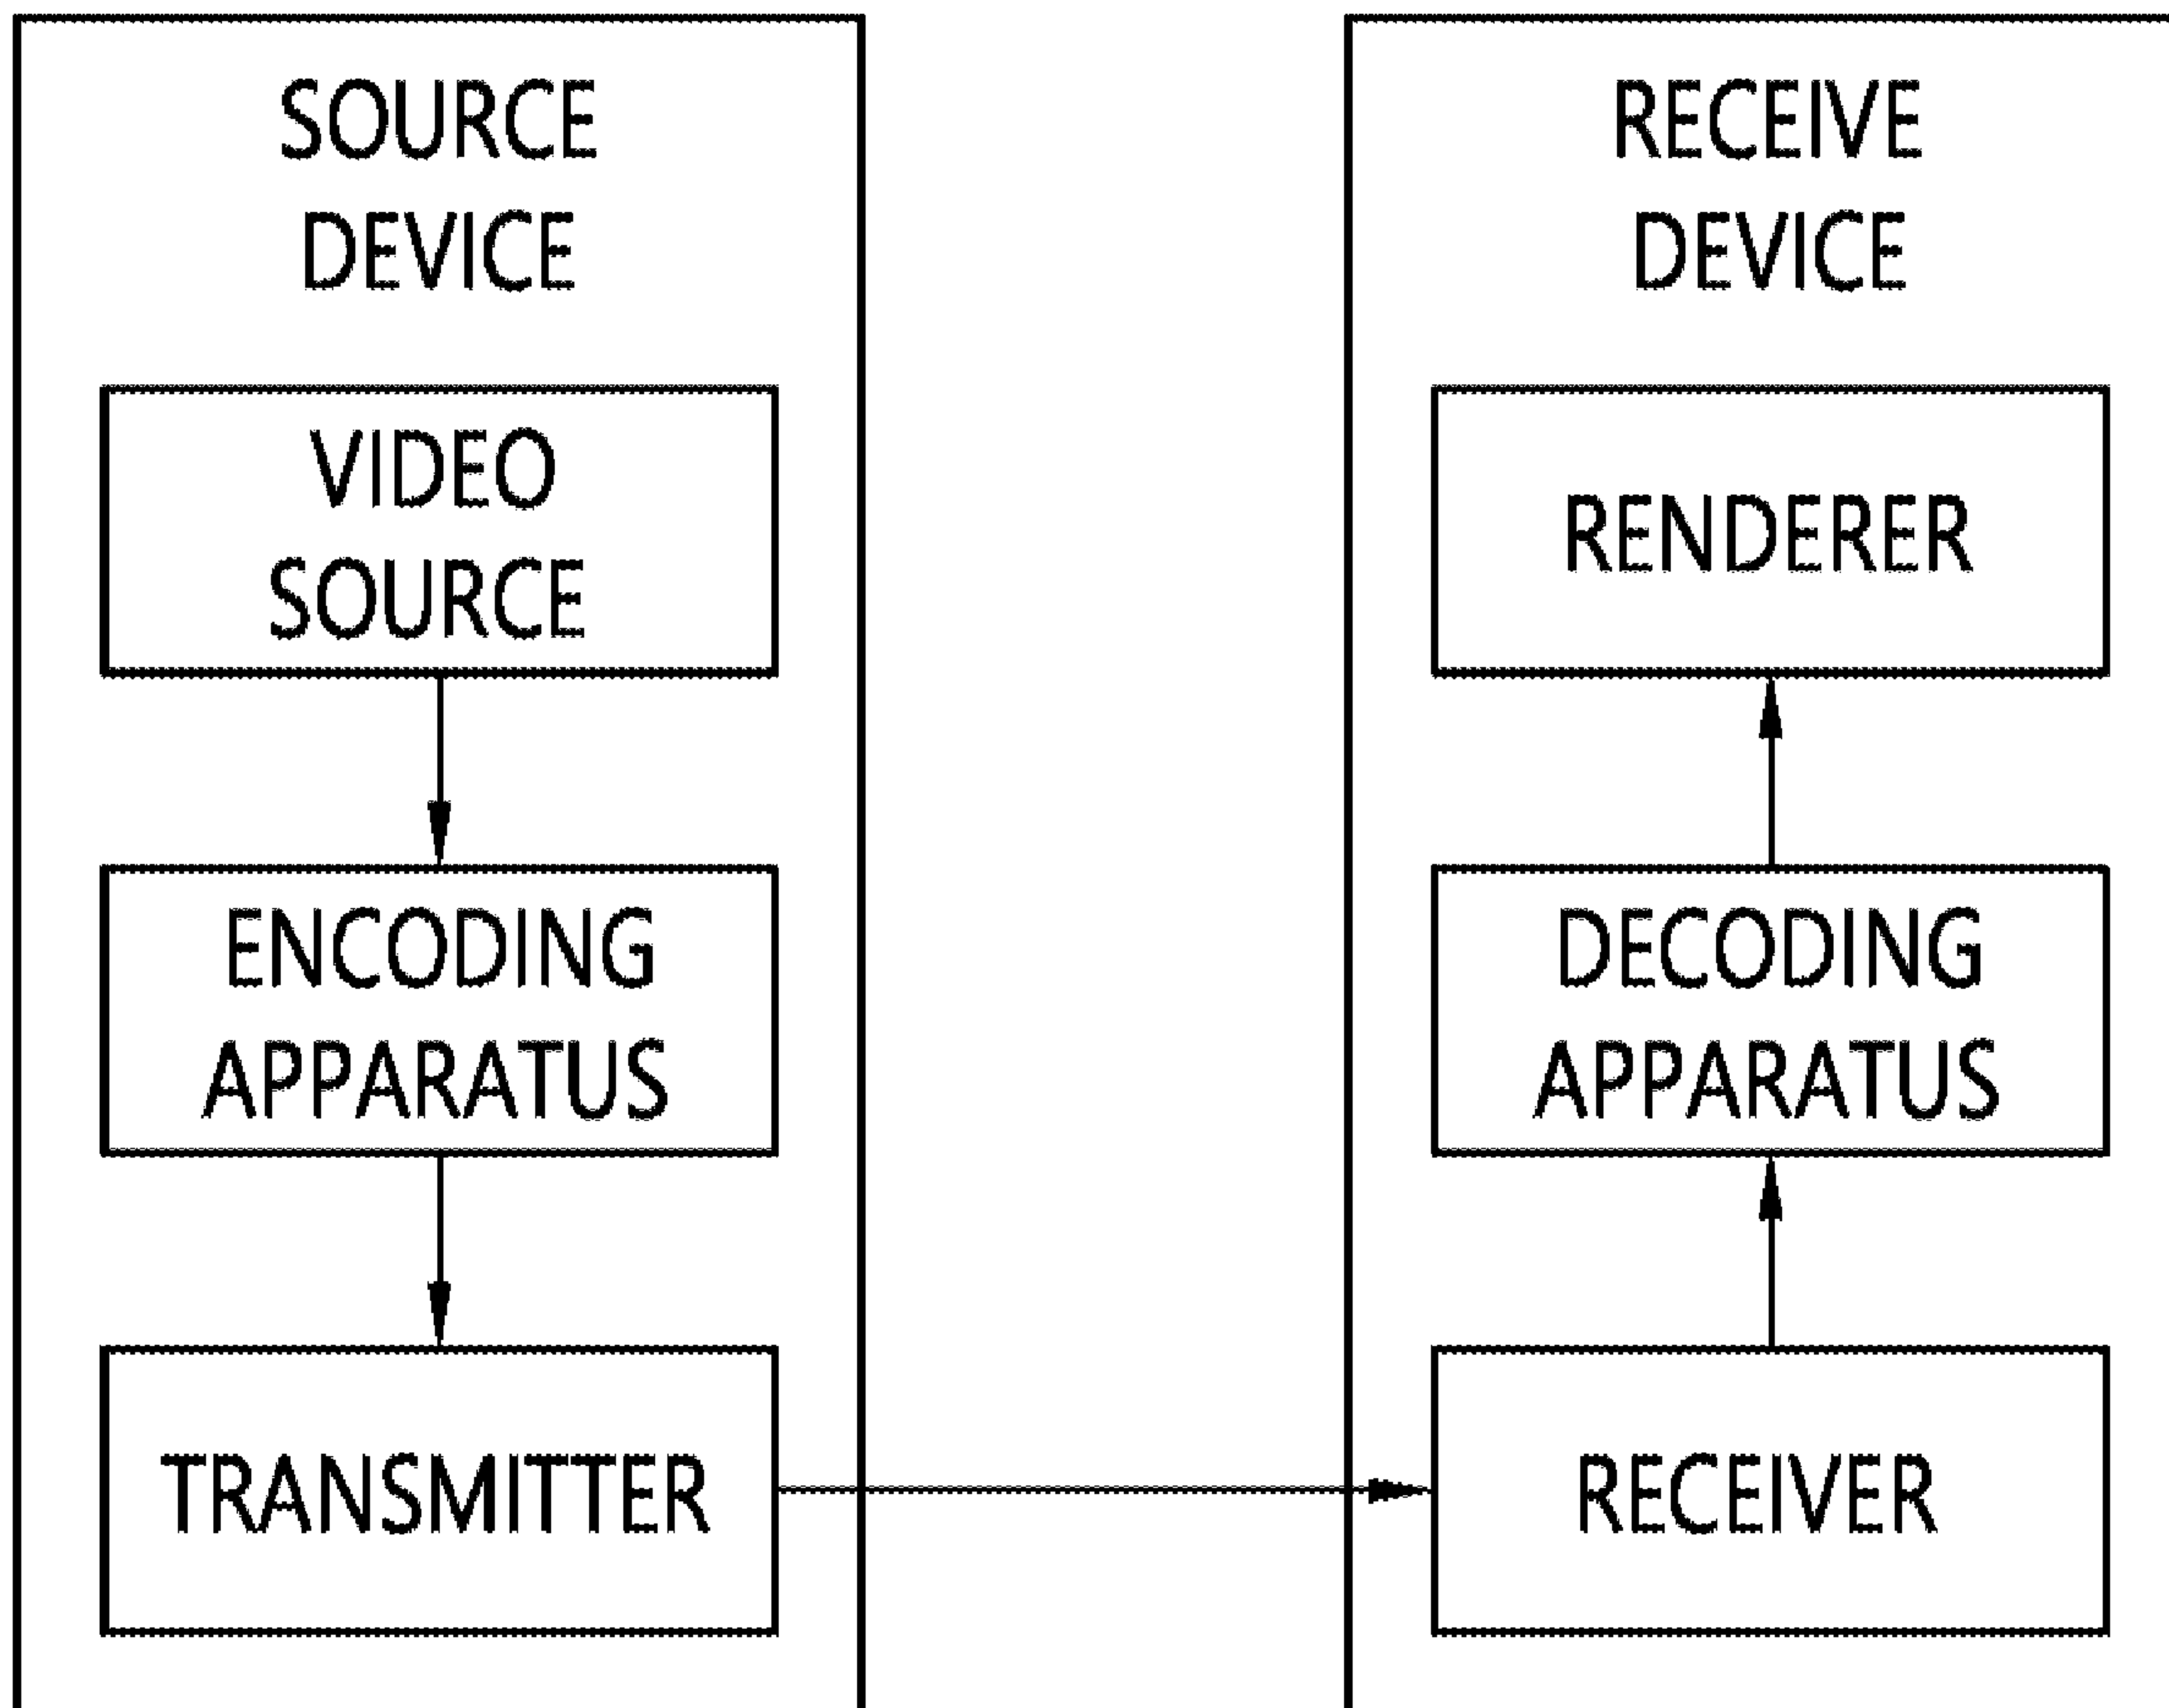 SOURCE
DEVICE
VIDEO
SOURCE
ENCODING
APPARATUS
TRANSMITTER
RECEIVE
DEVICE
RENDERER
DECODING
APPARATUS
RECEIVER